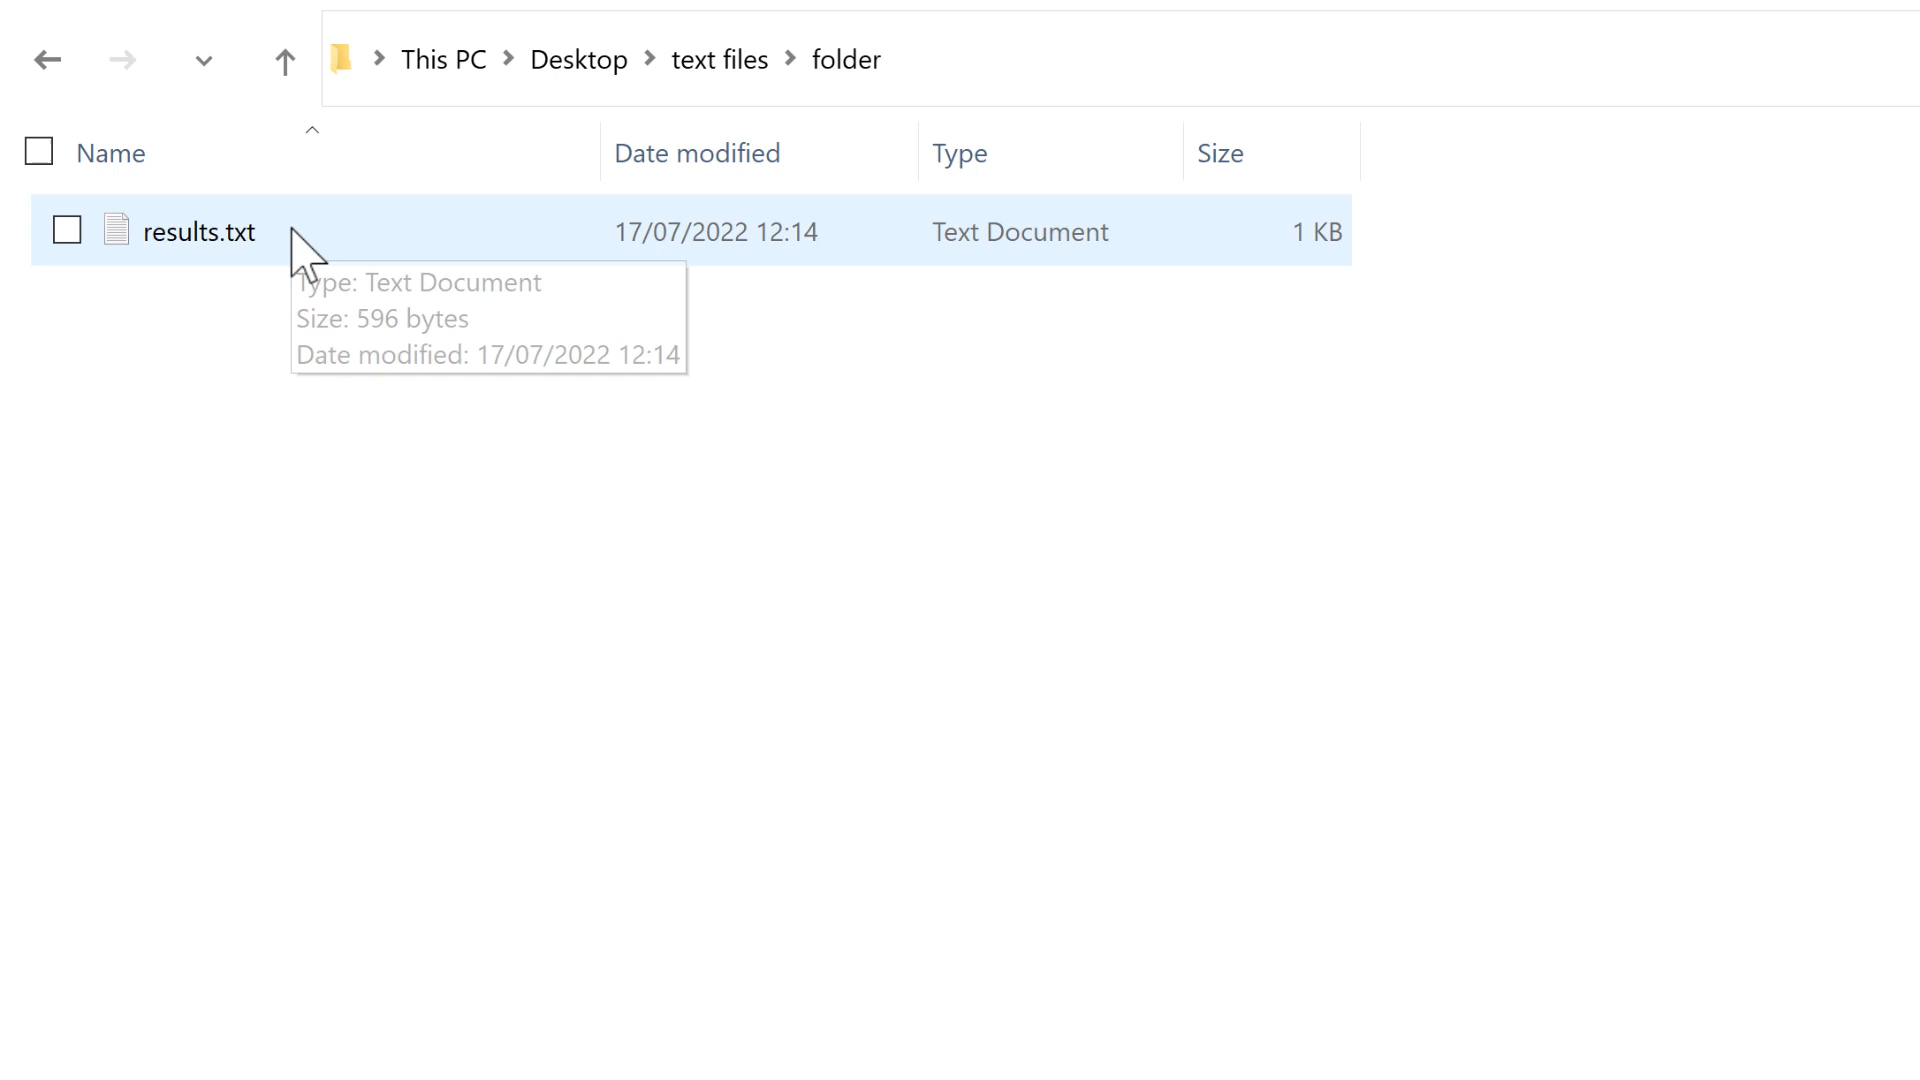 This PC Desktop text files folder
Name Date modified Type Size
results.txt 17/07/2022 12:14 Text Document 1 KB
Type: Text Document
Size: 596 bytes
Date modified: 17/07/2022 12:14